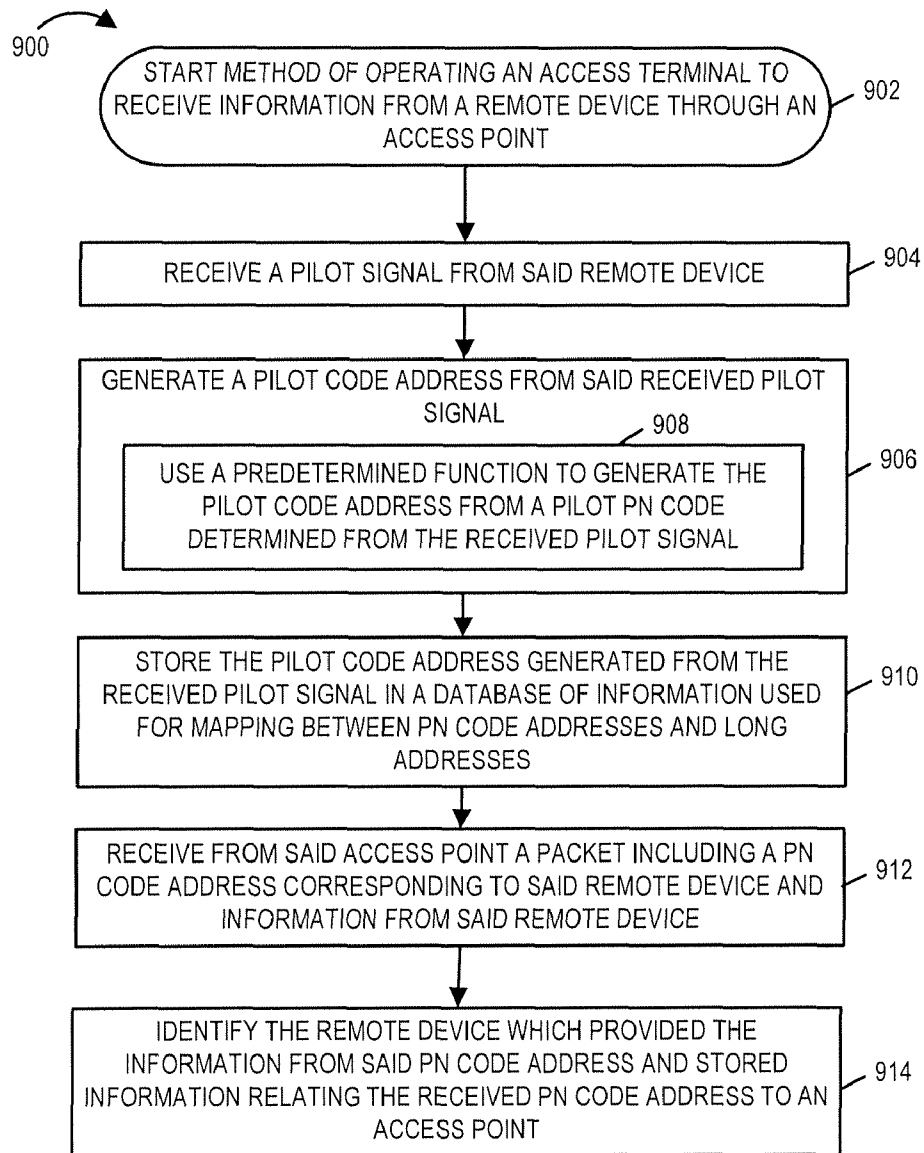 900
START METHOD OF OPERATING AN ACCESS TERMINAL TO
RECEIVE INFORMATION FROM A REMOTE DEVICE THROUGH AN
ACCESS POINT
902
RECEIVE A PILOT SIGNAL FROM SAID REMOTE DEVICE
904
GENERATE A PILOT CODE ADDRESS FROM SAID RECEIVED PILOT
SIGNAL
908
USE A PREDETERMINED FUNCTION TO GENERATE THE
PILOT CODE ADDRESS FROM A PILOT PN CODE
DETERMINED FROM THE RECEIVED PILOT SIGNAL
906
STORE THE PILOT CODE ADDRESS GENERATED FROM THE
RECEIVED PILOT SIGNAL IN A DATABASE OF INFORMATION USED
FOR MAPPING BETWEEN PN CODE ADDRESSES AND LONG
ADDRESSES
910
RECEIVE FROM SAID ACCESS POINT A PACKET INCLUDING A PN
CODE ADDRESS CORRESPONDING TO SAID REMOTE DEVICE AND
INFORMATION FROM SAID REMOTE DEVICE
912
IDENTIFY THE REMOTE DEVICE WHICH PROVIDED THE
INFORMATION FROM SAID PN CODE ADDRESS AND STORED
INFORMATION RELATING THE RECEIVED PN CODE ADDRESS TO AN
ACCESS POINT
914